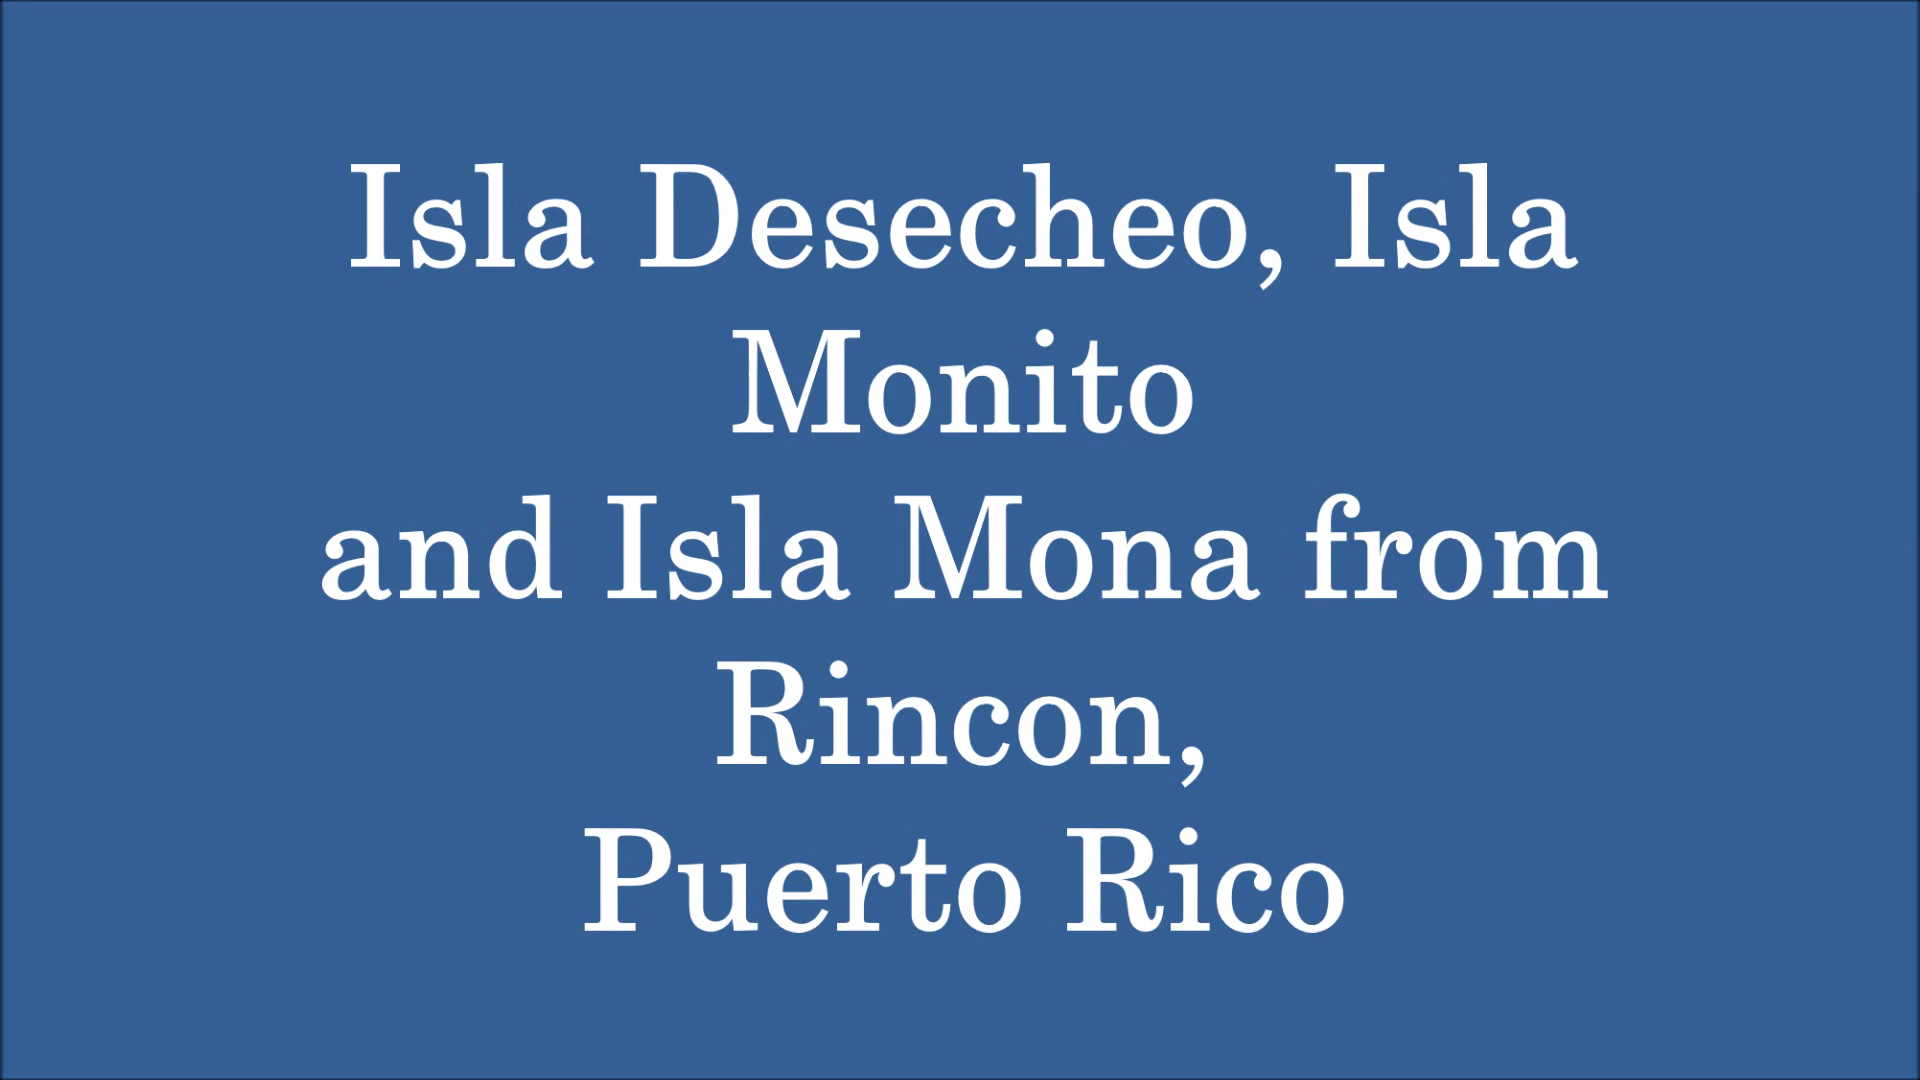 Isla Desecheo, Isla
Monito
and Isla Mona from
Rincon,
Puerto Rico